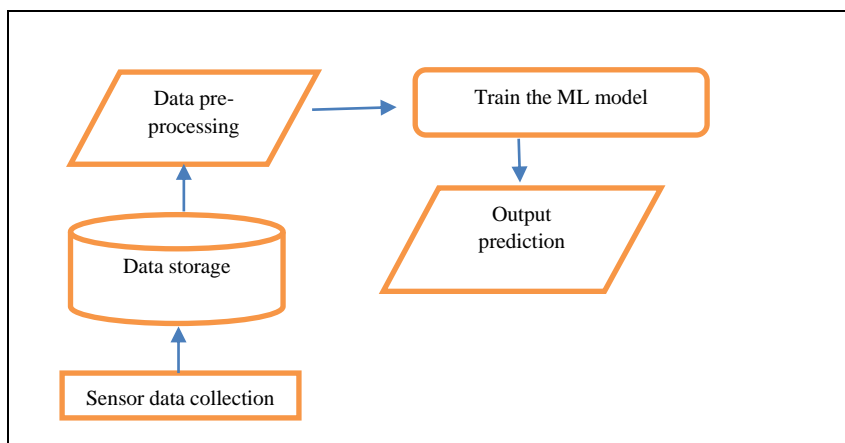 Data pre-
processing
Train the ML model
Output
prediction
Data storage
Sensor data collection